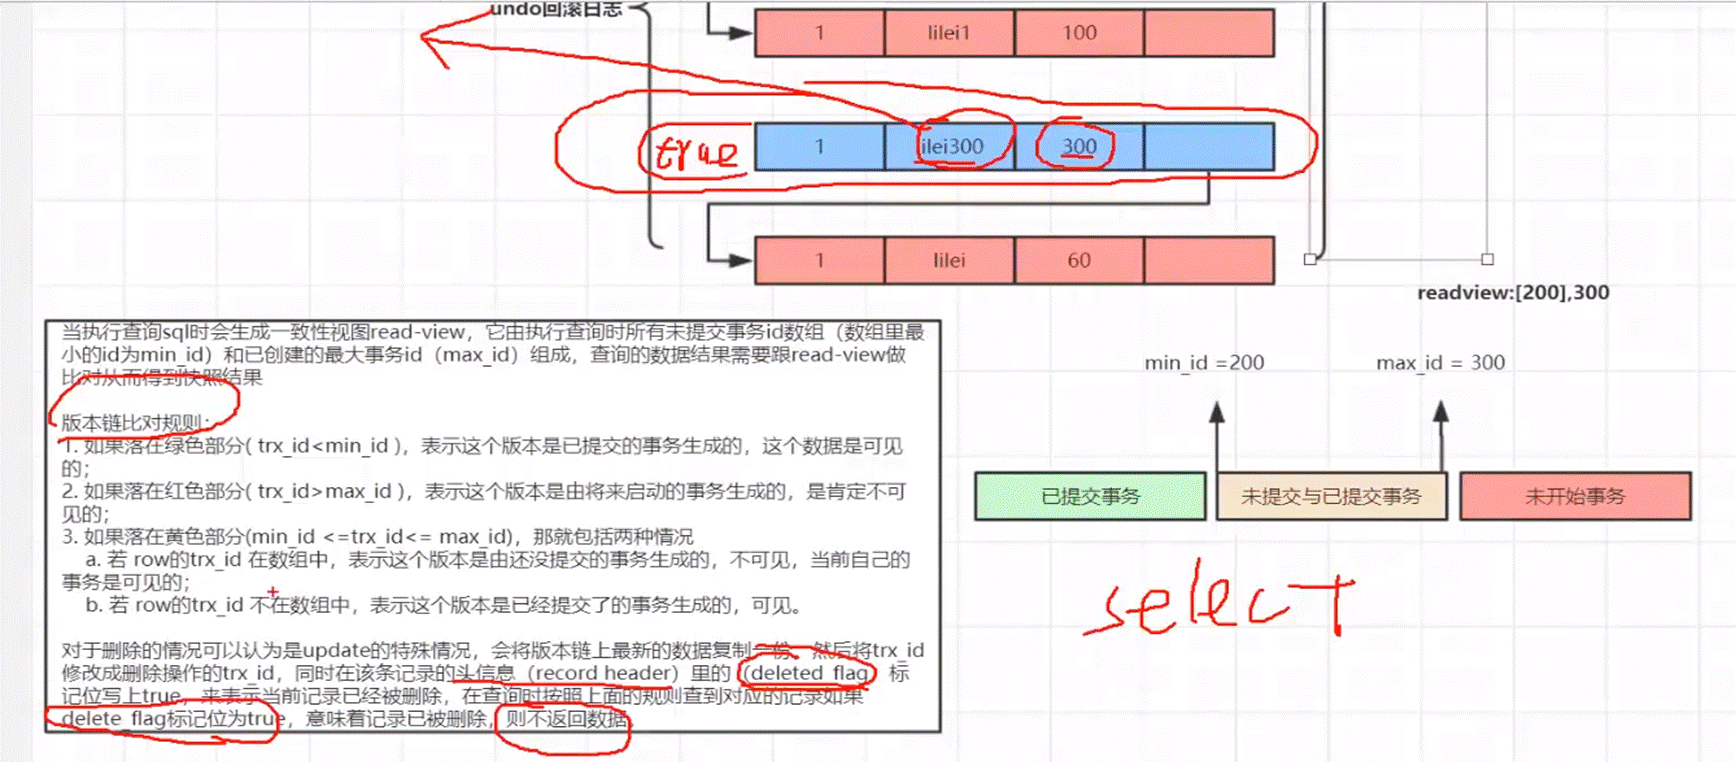 undo回滚日志
1 lilei1 100
true 1 ilei300 300
1 lilei 60
readview:[200],300
当执行查询sql时会生成一致性视图read-view，它由执行查询时所有未提交事务id数组（数组里最
小的id为min_id）和已创建的最大事务id（max_id）组成，查询的数据结果需要跟read-view做
比对从而得到快照结果
版本链比对规则：
1. 如果落在绿色部分( trx_id<min_id )，表示这个版本是已提交的事务生成的，这个数据是可见
的；
2. 如果落在红色部分( trx_id>max_id )，表示这个版本是由将来启动的事务生成的，是肯定不可
见的；
3. 如果落在黄色部分(min_id <=trx_id<= max_id)，那就包括两种情况
a. 若 row的trx_id 在数组中，表示这个版本是由还没提交的事务生成的，不可见，当前自己的
事务是可见的；
b. 若 row的trx_id 不在数组中，表示这个版本是已经提交了的事务生成的，可见。
对于删除的情况可以认为是update的特殊情况，会将版本链上最新的数据复制一份，然后将trx_id
修改成删除操作的trx_id，同时在该条记录的头信息（record header）里的（deleted_flag 标
记位写上true，来表示当前记录已经被删除，在查询时按照上面的规则查到对应的记录如果
delete_flag标记位为true，意味着记录已被删除，则不返回数据。
min_id =200
max_id = 300
已提交事务
未提交与已提交事务
未开始事务
select